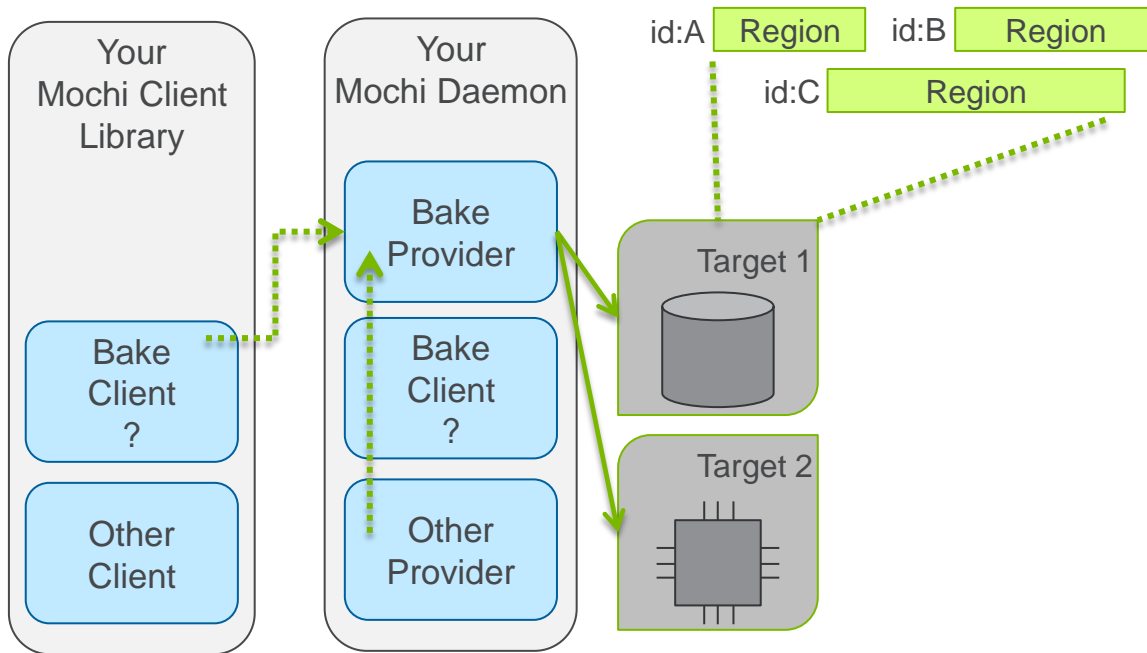 Your
Mochi Client
Library
Bake
Client
?
Other
Client
Your
Mochi Daemon
Bake
Provider
Bake
Client
?
Other
Provider
id:A Region
id:B Region
id:C Region
Target 1
Target 2